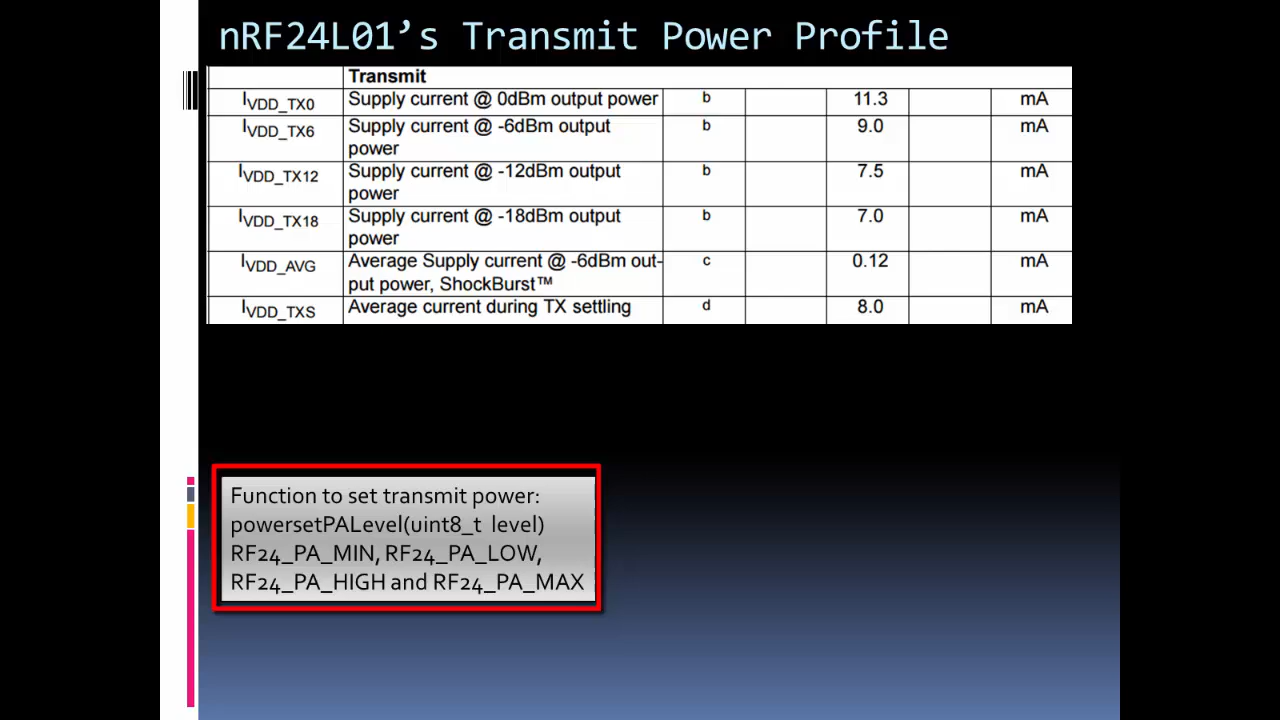 nRF24L01’s Transmit Power Profile
Transmit
IVDD_TX0 Supply current @ 0dBm output power b 11.3 mA
IVDD_TX6 Supply current @ -6dBm output b 9.0 mA
power
IVDD_TX12 Supply current @ -12dBm output b 7.5 mA
power
IVDD_TX18 Supply current @ -18dBm output b 7.0 mA
power
IVDD_AVG Average Supply current @ -6dBm out- c 0.12 mA
put power, ShockBurst™
IVDD_TXS Average current during TX settling d 8.0 mA
Function to set transmit power:
powersetPALevel(uint8_t level)
RF24_PA_MIN, RF24_PA_LOW,
RF24_PA_HIGH and RF24_PA_MAX